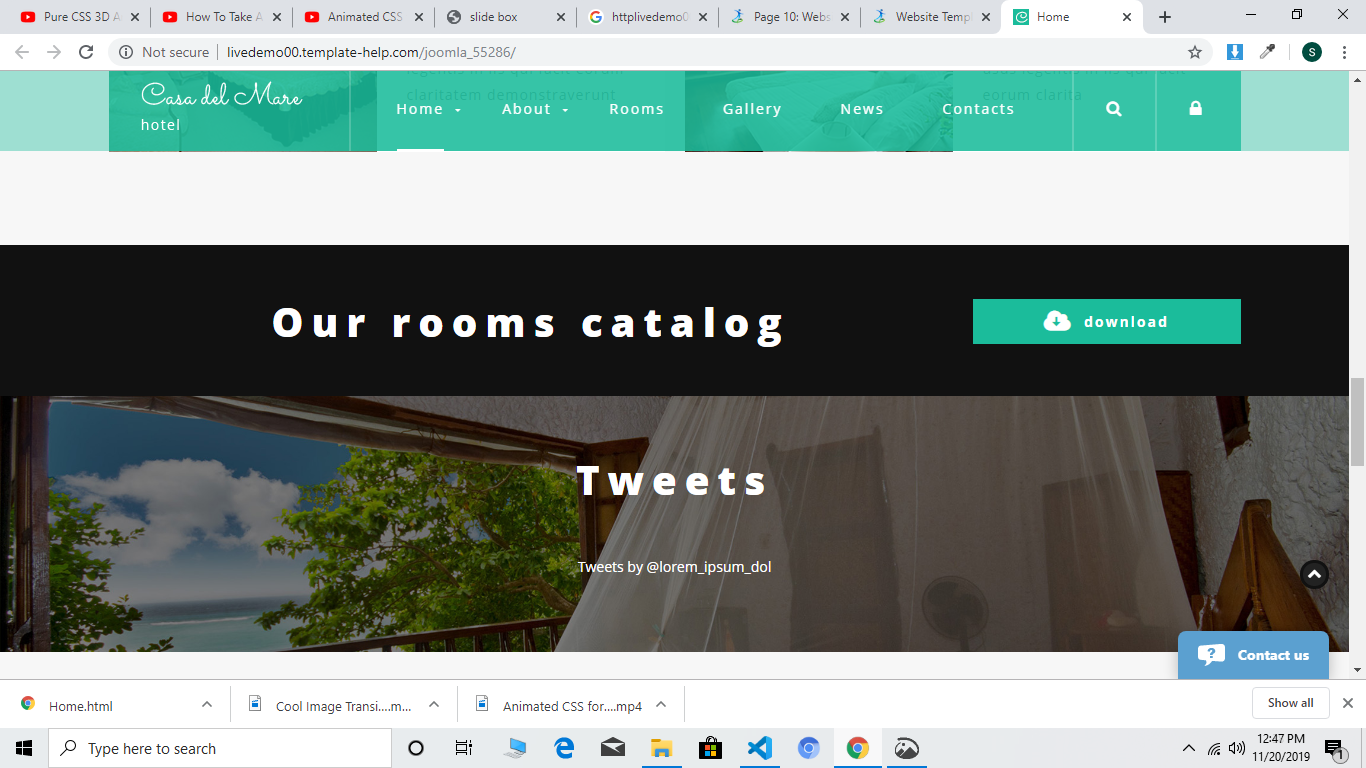 Pure CSS 3D A
How To Take A
Animated CSS
slide box
httplivedemo0
Page 10: Webs
Website Templ
Home
Not secure
livedemo00.template-help.com/joomla_55286/
S
claritatem demonstraverunt
eorum clarita
Casa del Mare
hotel
Home
About
Rooms
Gallery
News
Contacts
Our rooms catalog
download
Tweets
Tweets by @lorem_ipsum_dol
Contact us
Home.html
Cool Image Transi....m...
Animated CSS for....mp4
Show all
Type here to search
12:47 PM
11/20/2019
1